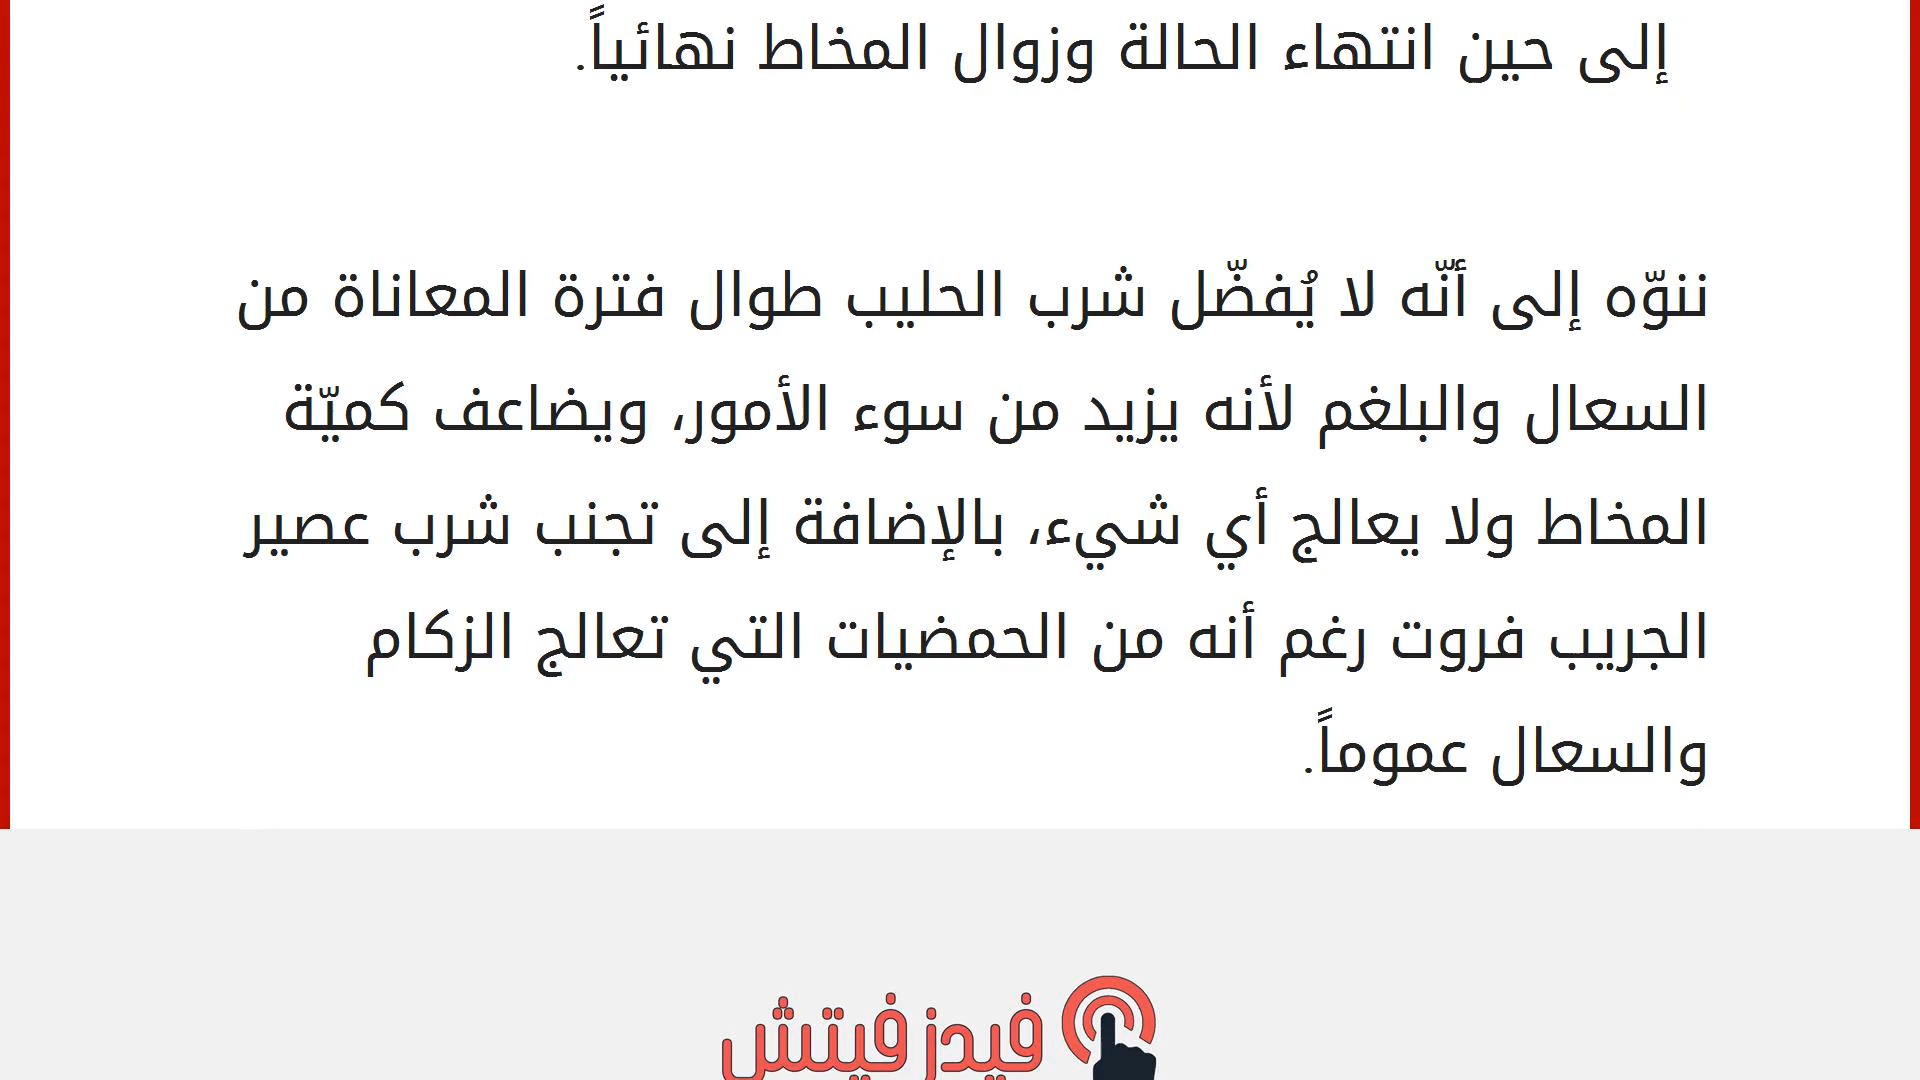 إلى حين انتهاء الحالة وزوال المخاط نهائياً.
ننوّه إلى أنّه لا يُفضّل شرب الحليب طوال فترة المعاناة من
السعال والبلغم لأنه يزيد من سوء الأمور، ويضاعف كميّة
المخاط ولا يعالج أي شيء، بالإضافة إلى تجنب شرب عصير
الجريب فروت رغم أنه من الحمضيات التي تعالج الزكام
والسعال عموماً.
فيدز فيتش